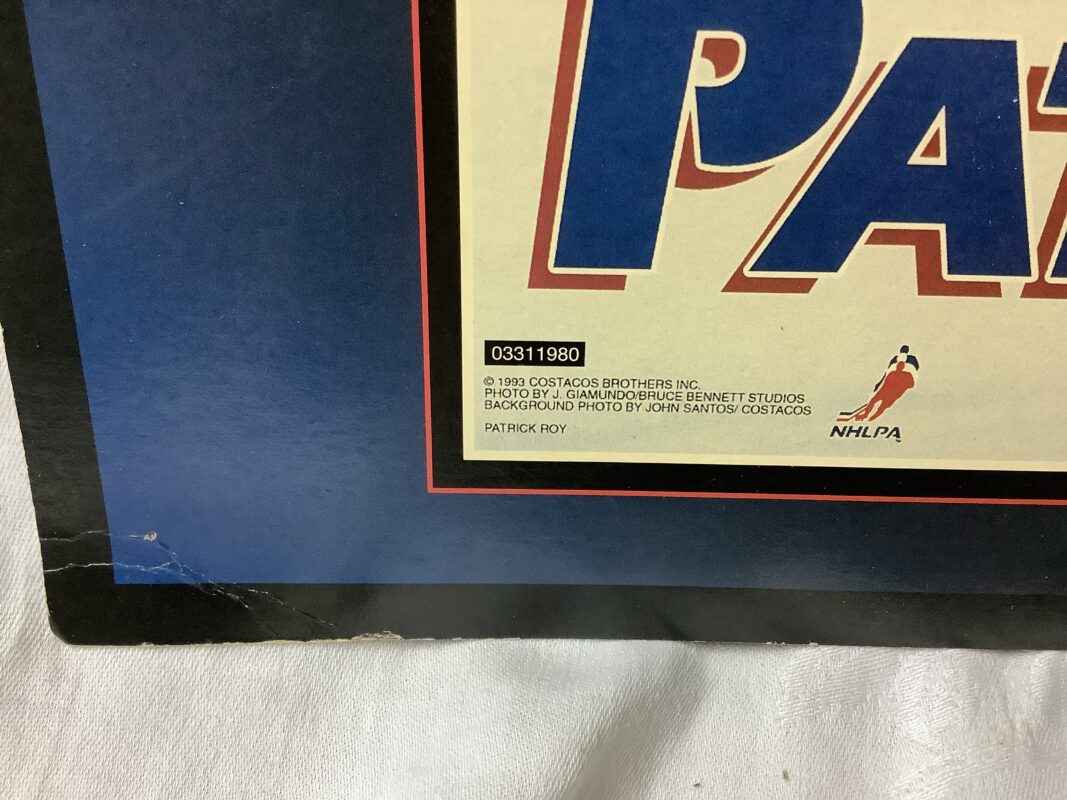 PAT
03311980
© 1993 COSTACOS BROTHERS INC.
PHOTO BY J. GIAMUNDO/BRUCE BENNETT STUDIOS
BACKGROUND PHOTO BY JOHN SANTOS/ COSTACOS
PATRICK ROY
NHLPA